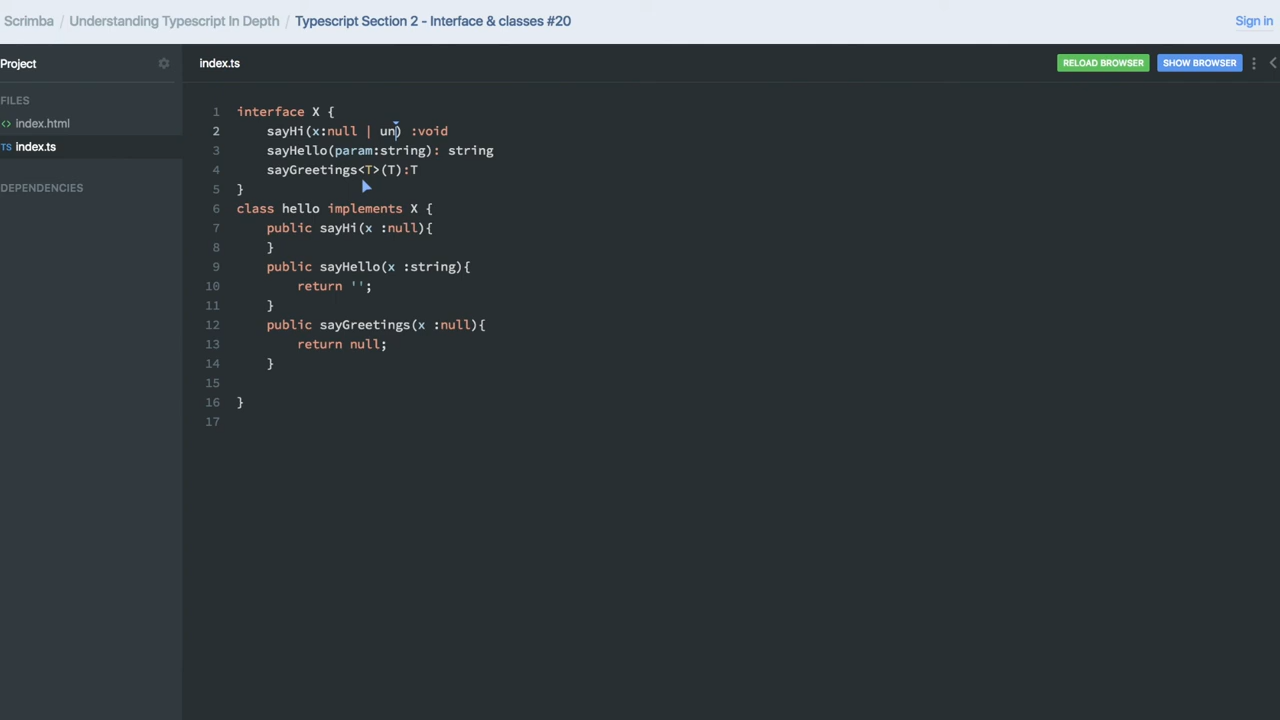 Scrimba / Understanding Typescript In Depth / Typescript Section 2 - Interface & classes #20
Sign in
Project
index.ts
RELOAD BROWSER
SHOW BROWSER
FILES
<> index.html
TS index.ts
DEPENDENCIES
1 interface X {
2 sayHi(x:null | un) :void
3 sayHello(param:string): string
4 sayGreetings<T>(T):T
5 }
6 class hello implements X {
7 public sayHi(x :null){
8 }
9 public sayHello(x :string){
10 return '';
11 }
12 public sayGreetings(x :null){
13 return null;
14 }
15
16 }
17